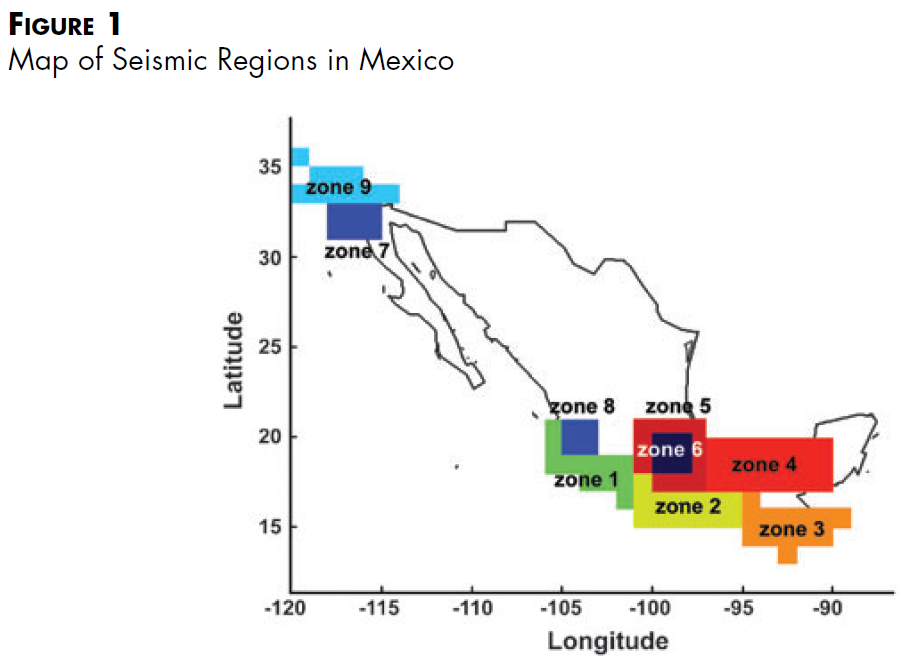 FIGURE 1
Map of Seismic Regions in Mexico
35
zone 9
zone 7
30
25
Latitude
zone 8
zone 5
20
zone 6
zone 4
zone 1
zone 2
zone 3
15
-120 -115 -110 -105 -100 -95 -90
Longitude